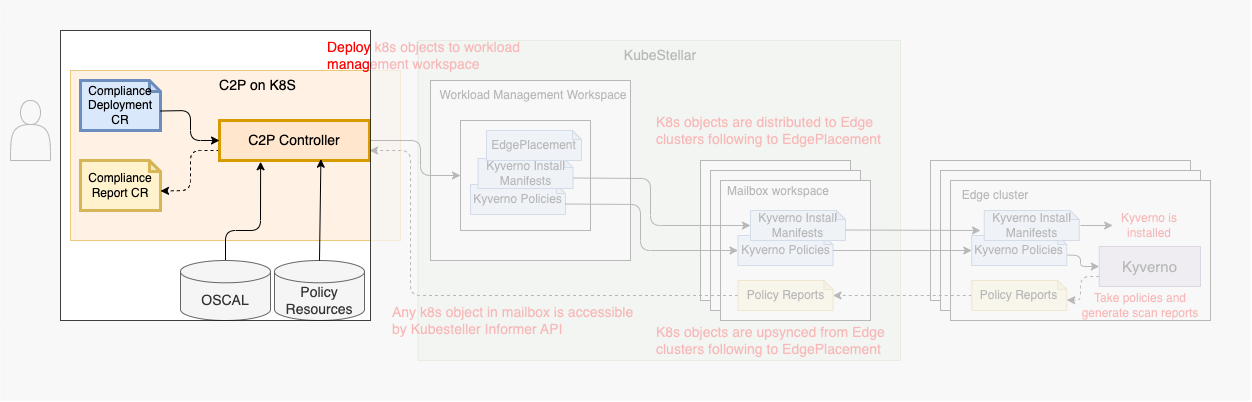 Deploy k8s objects to workload
management workspace
KubeStellar
C2P on K8S
Compliance
Deployment
CR
C2P Controller
Compliance
Report CR
OSCAL
Policy
Resources
Workload Management Workspace
EdgePlacement
Kyverno Install
Manifests
Kyverno Policies
K8s objects are distributed to Edge
clusters following to EdgePlacement
Mailbox workspace
Kyverno Install
Manifests
Kyverno Policies
Policy Reports
Edge cluster
Kyverno Install
Manifests
Kyverno Policies
Policy Reports
Kyverno is
installed
Kyverno
Take policies and
generate scan reports
Any k8s object in mailbox is accessible
by Kubesteller Informer API
K8s objects are upsynced from Edge
clusters following to EdgePlacement